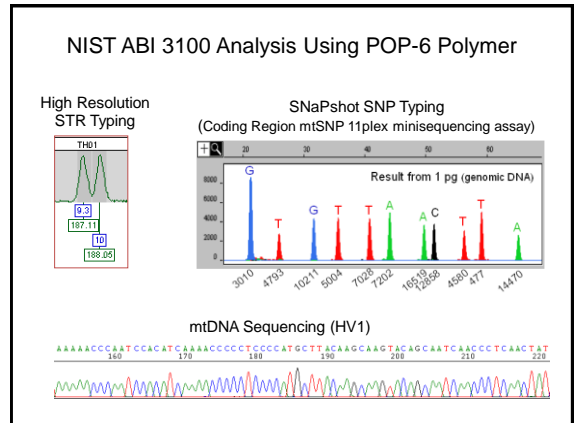 NIST ABI 3100 Analysis Using POP-6 Polymer
High Resolution
STR Typing
TH01
9.3
187.11
10
188.05
SNaPshot SNP Typing
(Coding Region mtSNP 11plex minisequencing assay)
20 30 40 50 60
Result from 1 pg (genomic DNA)
8000
6000
4000
2000
0
G T G T T A A C T T A
3010 4793 10211 5004 7028 7202 16519 12858 4580 477 14470
mtDNA Sequencing (HV1)
AAAAACCCAATCCACATCAAAACCCCCTCCCCATGCTTACAAGCAAGTACAGCAATCAACCCTCAACTAT
160 170 180 190 200 210 220